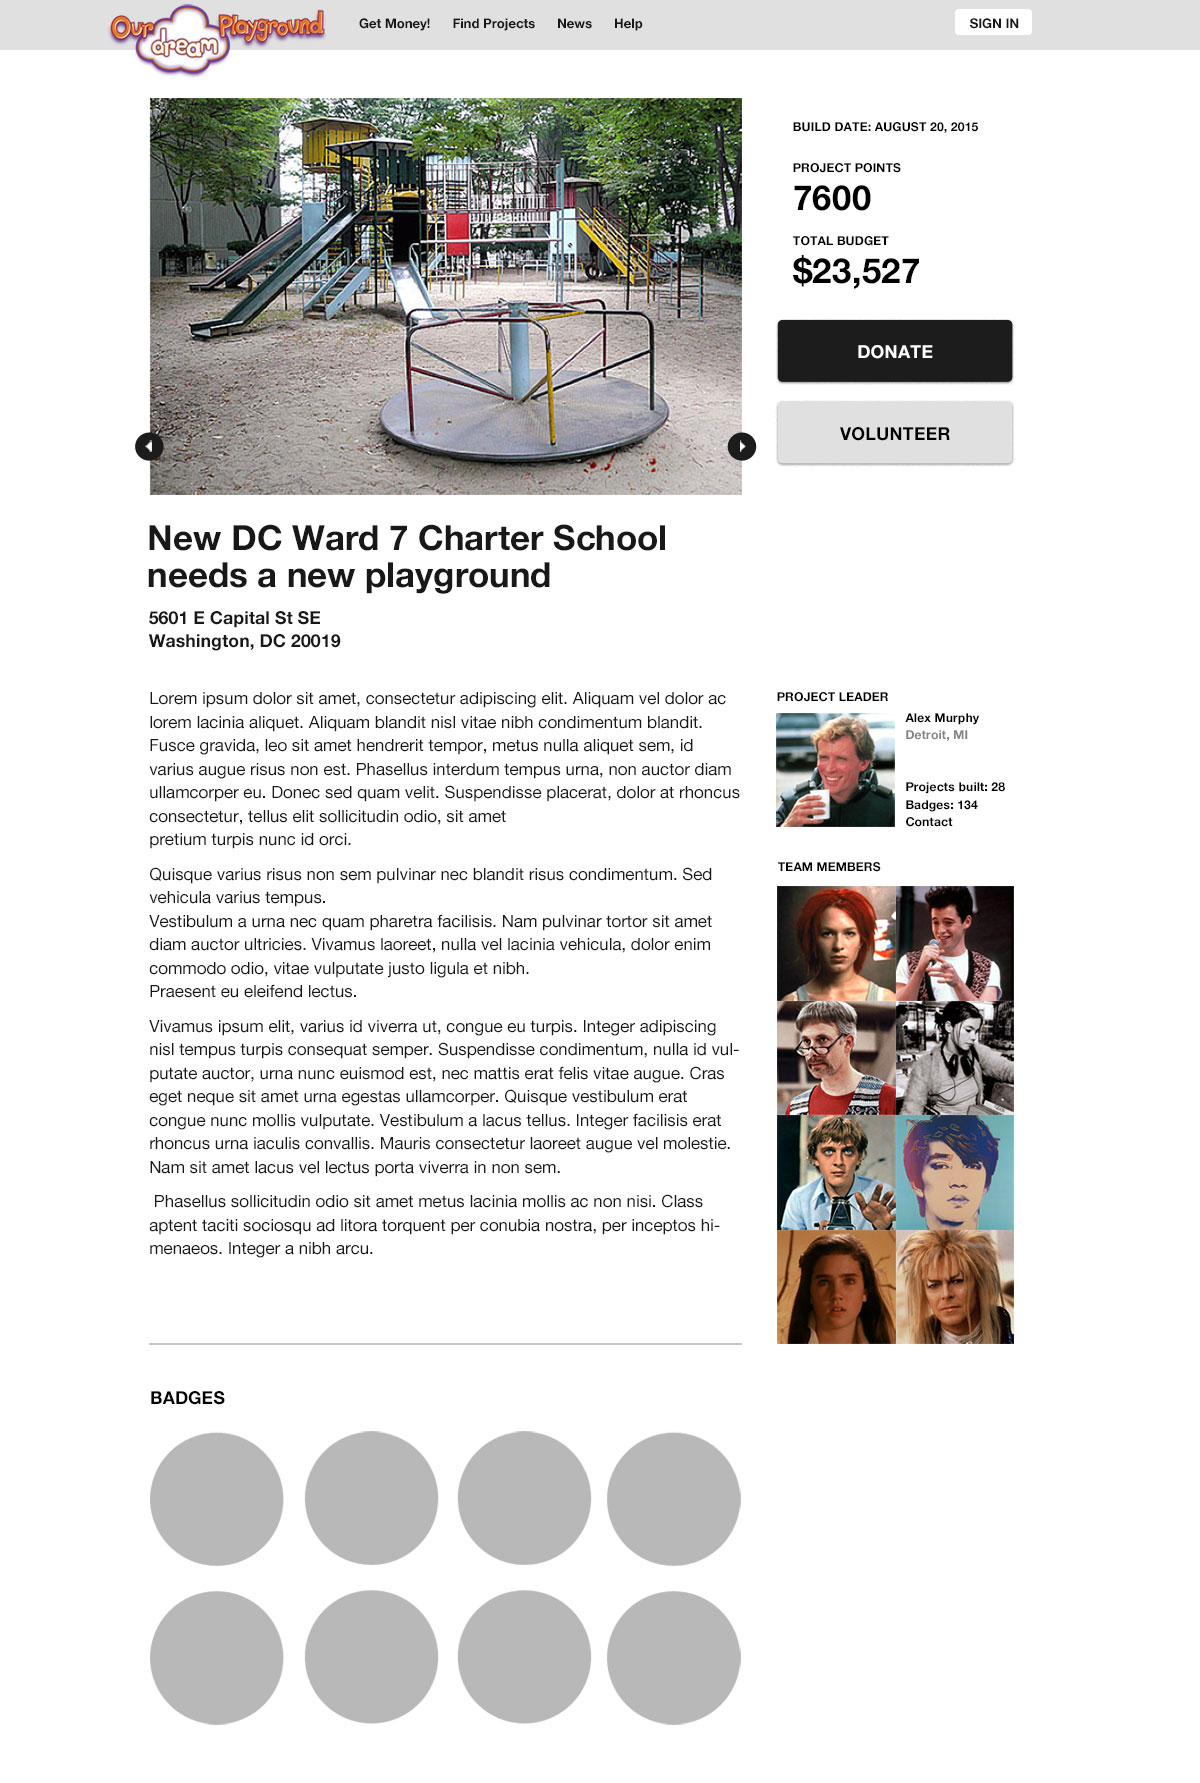 Our dream Playground
Get Money! Find Projects News Help
SIGN IN
BUILD DATE: AUGUST 20, 2015
PROJECT POINTS
7600
TOTAL BUDGET
$23,527
DONATE
VOLUNTEER
New DC Ward 7 Charter School
needs a new playground
5601 E Capital St SE
Washington, DC 20019
Lorem ipsum dolor sit amet, consectetur adipiscing elit. Aliquam vel dolor ac
lorem lacinia aliquet. Aliquam blandit nisl vitae nibh condimentum blandit.
Fusce gravida, leo sit amet hendrerit tempor, metus nulla aliquet sem, id
varius augue risus non est. Phasellus interdum tempus urna, non auctor diam
ullamcorper eu. Donec sed quam velit. Suspendisse placerat, dolor at rhoncus
consectetur, tellus elit sollicitudin odio, sit amet
pretium turpis nunc id orci.
Quisque varius risus non sem pulvinar nec blandit risus condimentum. Sed
vehicula varius tempus.
Vestibulum a urna nec quam pharetra facilisis. Nam pulvinar tortor sit amet
diam auctor ultricies. Vivamus laoreet, nulla vel lacinia vehicula, dolor enim
commodo odio, vitae vulputate justo ligula et nibh.
Praesent eu eleifend lectus.
Vivamus ipsum elit, varius id viverra ut, congue eu turpis. Integer adipiscing
nisl tempus turpis consequat semper. Suspendisse condimentum, nulla id vul-
putate auctor, urna nunc euismod est, nec mattis erat felis vitae augue. Cras
eget neque sit amet urna egestas ullamcorper. Quisque vestibulum erat
congue nunc mollis vulputate. Vestibulum a lacus tellus. Integer facilisis erat
rhoncus urna iaculis convallis. Mauris consectetur laoreet augue vel molestie.
Nam sit amet lacus vel lectus porta viverra in non sem.
Phasellus sollicitudin odio sit amet metus lacinia mollis ac non nisi. Class
aptent taciti sociosqu ad litora torquent per conubia nostra, per inceptos hi-
menaeos. Integer a nibh arcu.
PROJECT LEADER
Alex Murphy
Detroit, MI
Projects built: 28
Badges: 134
Contact
TEAM MEMBERS
BADGES